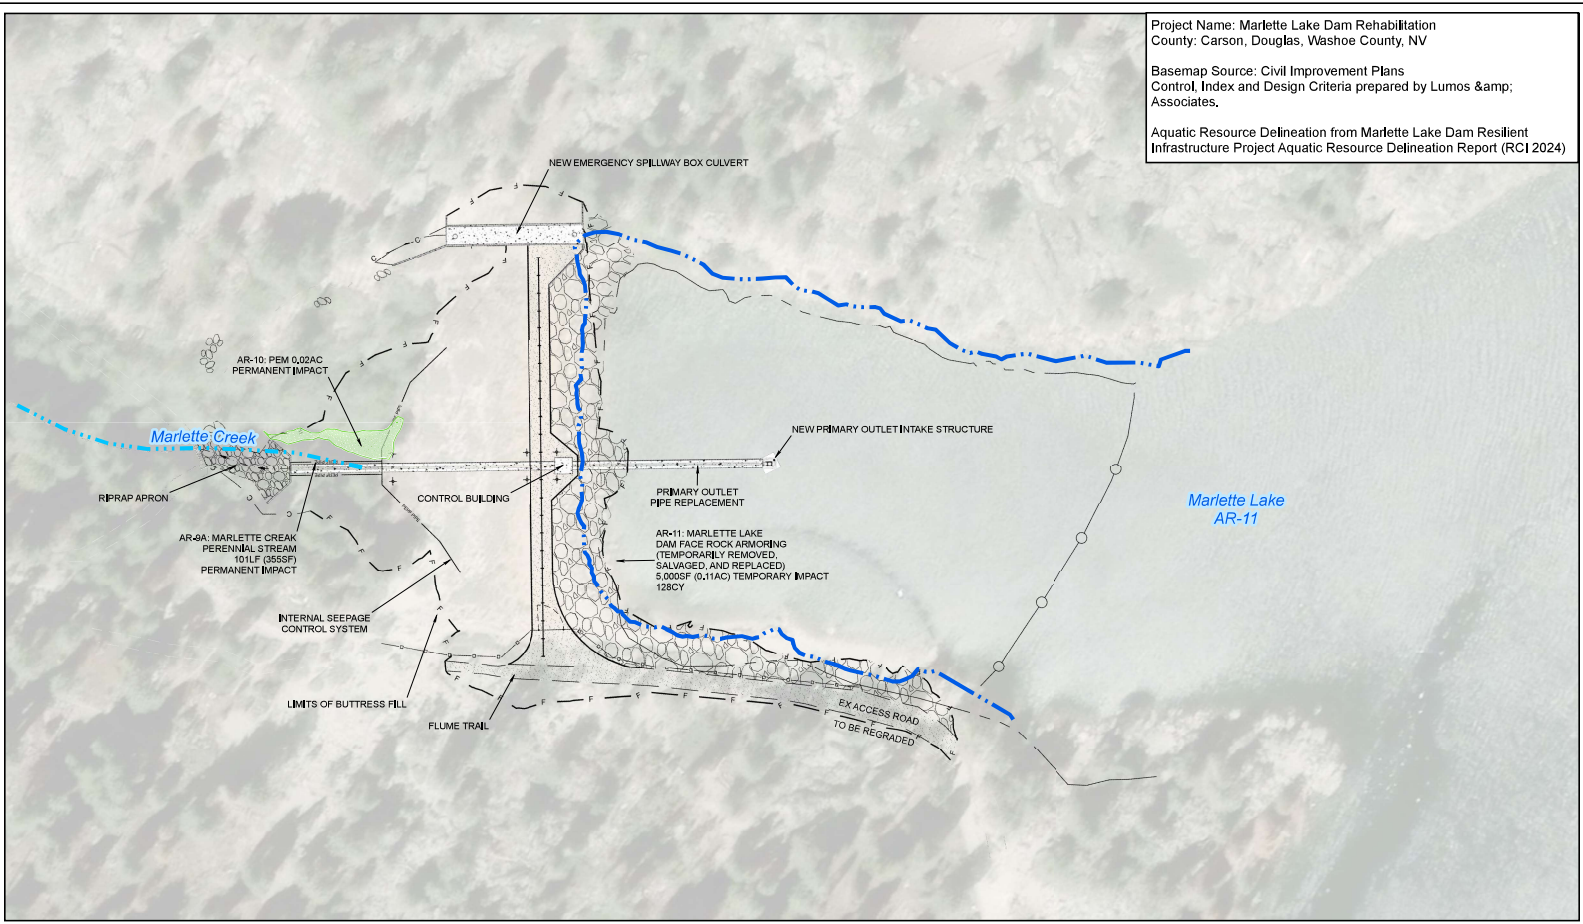 Project Name: Marlette Lake Dam Rehabilitation
County: Carson, Douglas, Washoe County, NV
Basemap Source: Civil Improvement Plans
Control, Index and Design Criteria prepared by Lumos &amp;
Associates.
Aquatic Resource Delineation from Marlette Lake Dam Resilient
Infrastructure Project Aquatic Resource Delineation Report (RCI 2024)
NEW EMERGENCY SPILLWAY BOX CULVERT
AR-10: PEM 0.02AC
PERMANENT IMPACT
Marlette Creek
RIPRAP APRON
CONTROL BUILDING
NEW PRIMARY OUTLET INTAKE STRUCTURE
PRIMARY OUTLET
PIPE REPLACEMENT
Marlette Lake
AR-11
AR-9A: MARLETTE CREAK
PERENNIAL STREAM
101LF (355SF)
PERMANENT IMPACT
AR-11: MARLETTE LAKE
DAM FACE ROCK ARMORING
(TEMPORARILY REMOVED,
SALVAGED, AND REPLACED)
5,000SF (0.11AC) TEMPORARY IMPACT
128CY
INTERNAL SEEPAGE
CONTROL SYSTEM
LIMITS OF BUTTRESS FILL
FLUME TRAIL
EX ACCESS ROAD
TO BE REGRADED